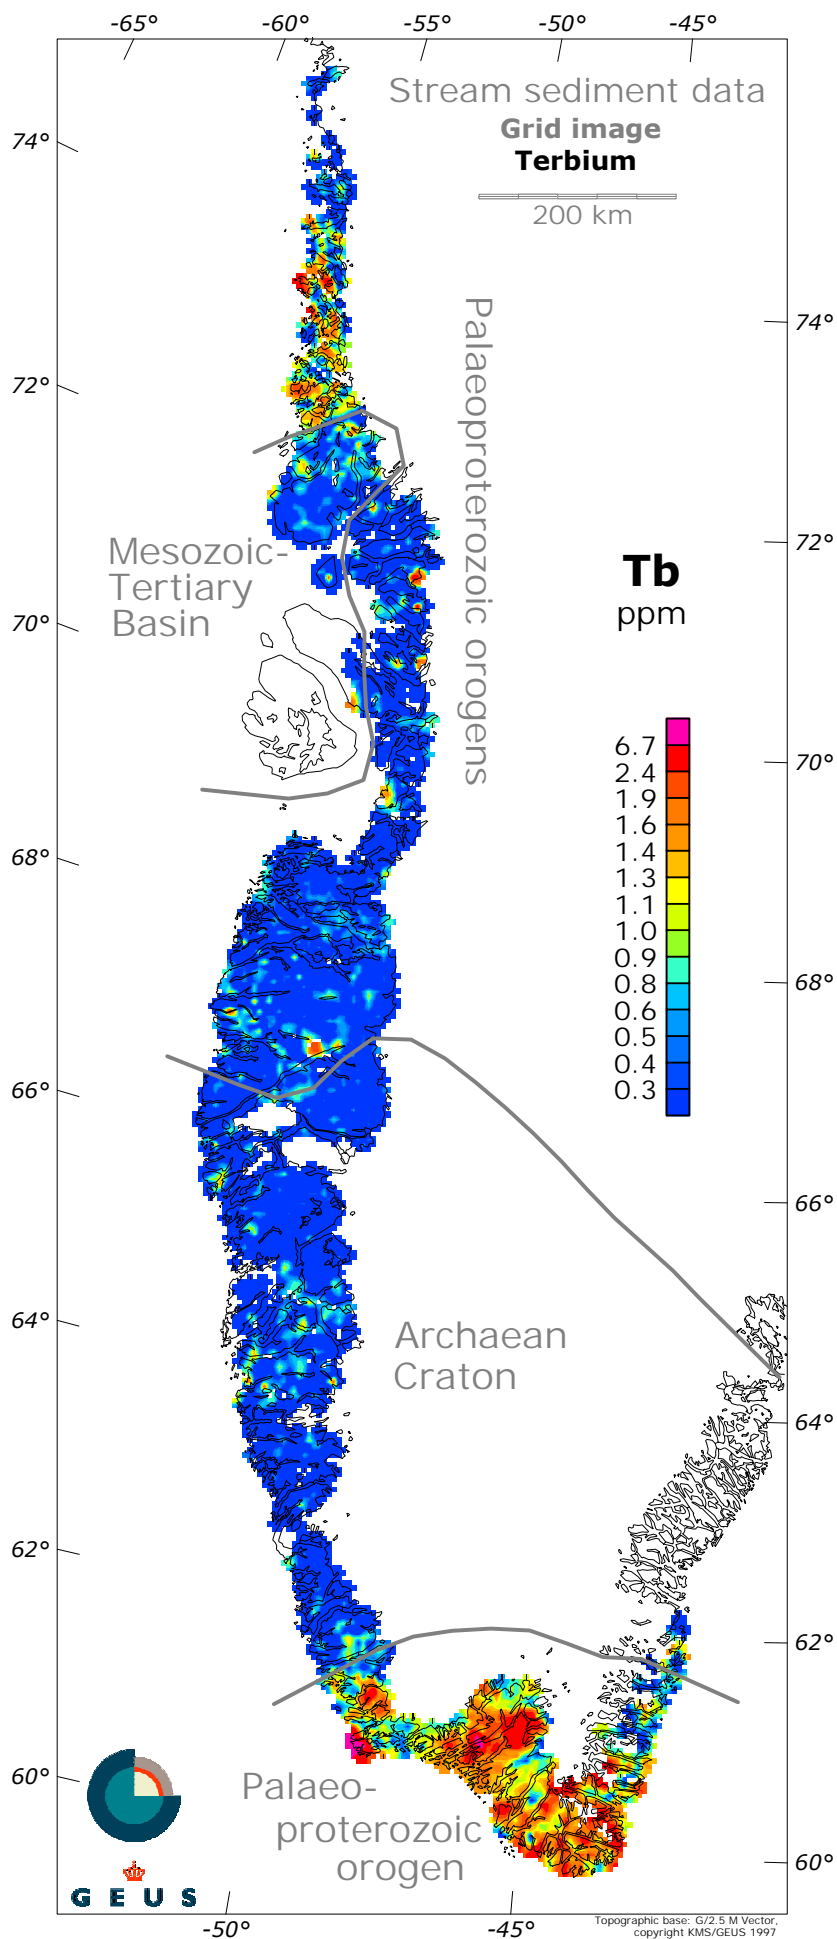 -65° -60° -55° -50° -45°
Stream sediment data
Grid image
Terbium
200 km
74°
74°
72°
Palaeoproterozoic orogens
Mesozoic-
Tertiary
Basin
72°
Tb
ppm
70°
6.7
2.4
1.9
1.6
1.4
1.3
1.1
1.0
0.9
0.8
0.6
0.5
0.4
0.3
70°
68°
68°
66°
66°
64°
Archaean
Craton
64°
62°
62°
60°
Palaeo-
proterozoic
orogen
60°
GEUS
-50° -45°
Topographic base: G/2.5 M Vector,
copyright KMS/GEUS 1997